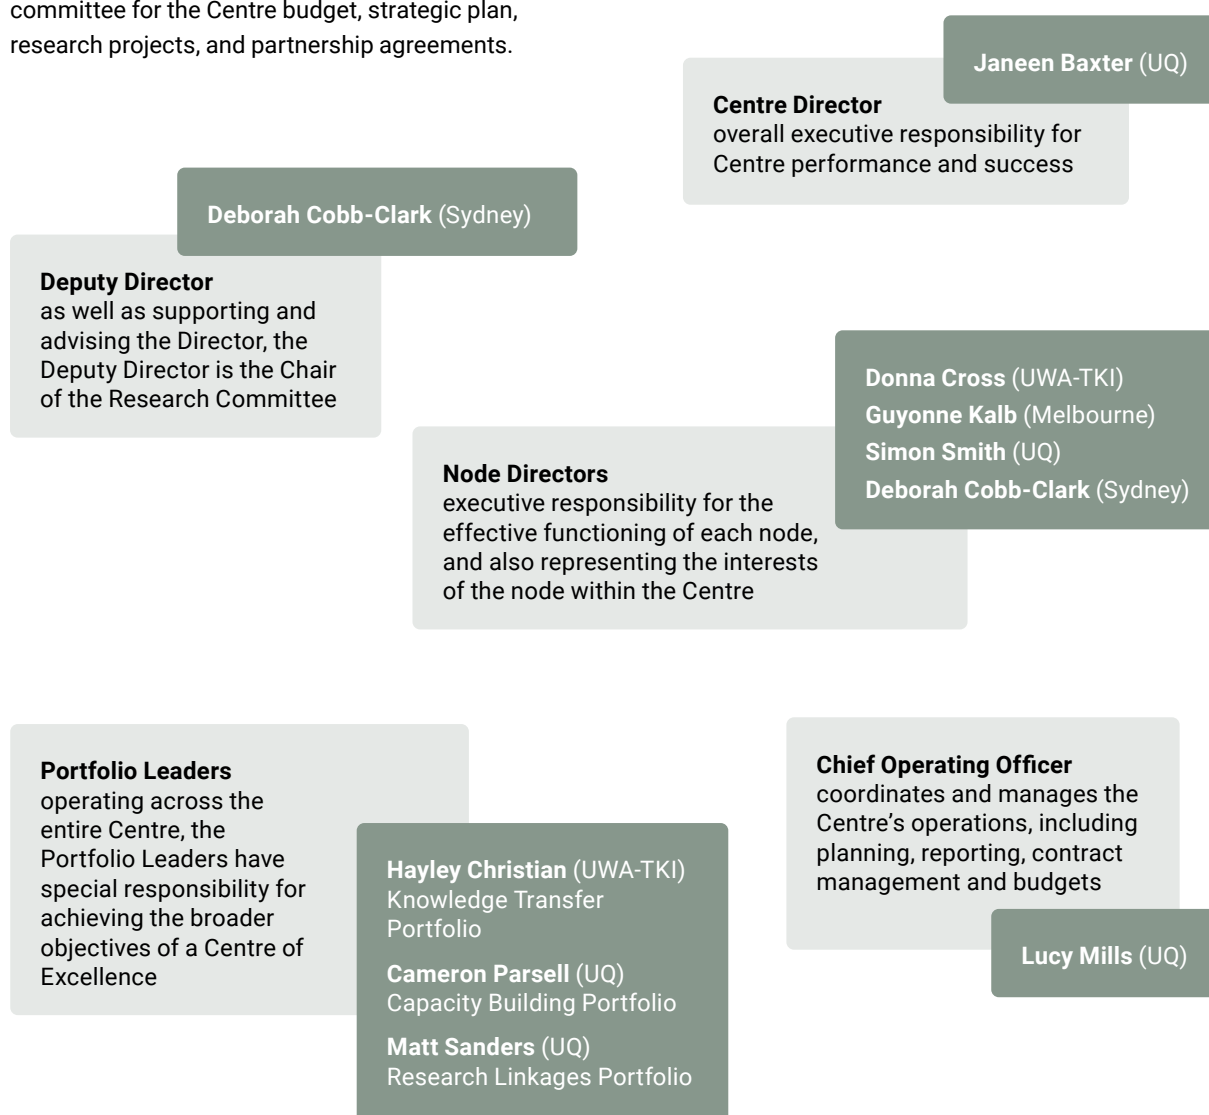 committee for the Centre budget, strategic plan,
research projects, and partnership agreements.
Janeen Baxter (UQ)
Centre Director
overall executive responsibility for
Centre performance and success
Deborah Cobb-Clark (Sydney)
Deputy Director
as well as supporting and
advising the Director, the
Deputy Director is the Chair
of the Research Committee
Donna Cross (UWA-TKI)
Guyonne Kalb (Melbourne)
Simon Smith (UQ)
Deborah Cobb-Clark (Sydney)
Node Directors
executive responsibility for the
effective functioning of each node,
and also representing the interests
of the node within the Centre
Portfolio Leaders
operating across the
entire Centre, the
Portfolio Leaders have
special responsibility for
achieving the broader
objectives of a Centre of
Excellence
Hayley Christian (UWA-TKI)
Knowledge Transfer
Portfolio
Cameron Parsell (UQ)
Capacity Building Portfolio
Matt Sanders (UQ)
Research Linkages Portfolio
Chief Operating Officer
coordinates and manages the
Centre’s operations, including
planning, reporting, contract
management and budgets
Lucy Mills (UQ)